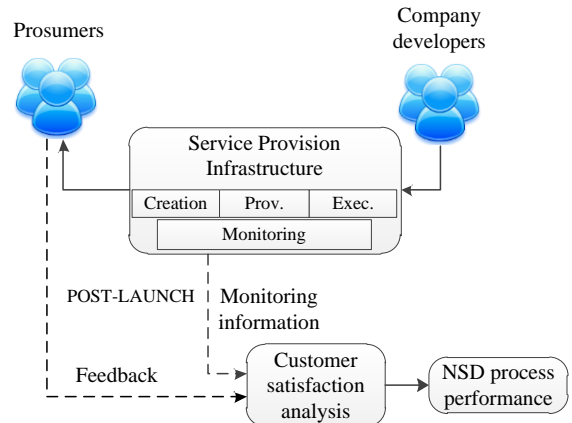 Prosumers
Company
developers
Service Provision
Infrastructure
Creation
Prov.
Exec.
Monitoring
POST-LAUNCH
Monitoring
information
Feedback
Customer
satisfaction
analysis
NSD process
performance